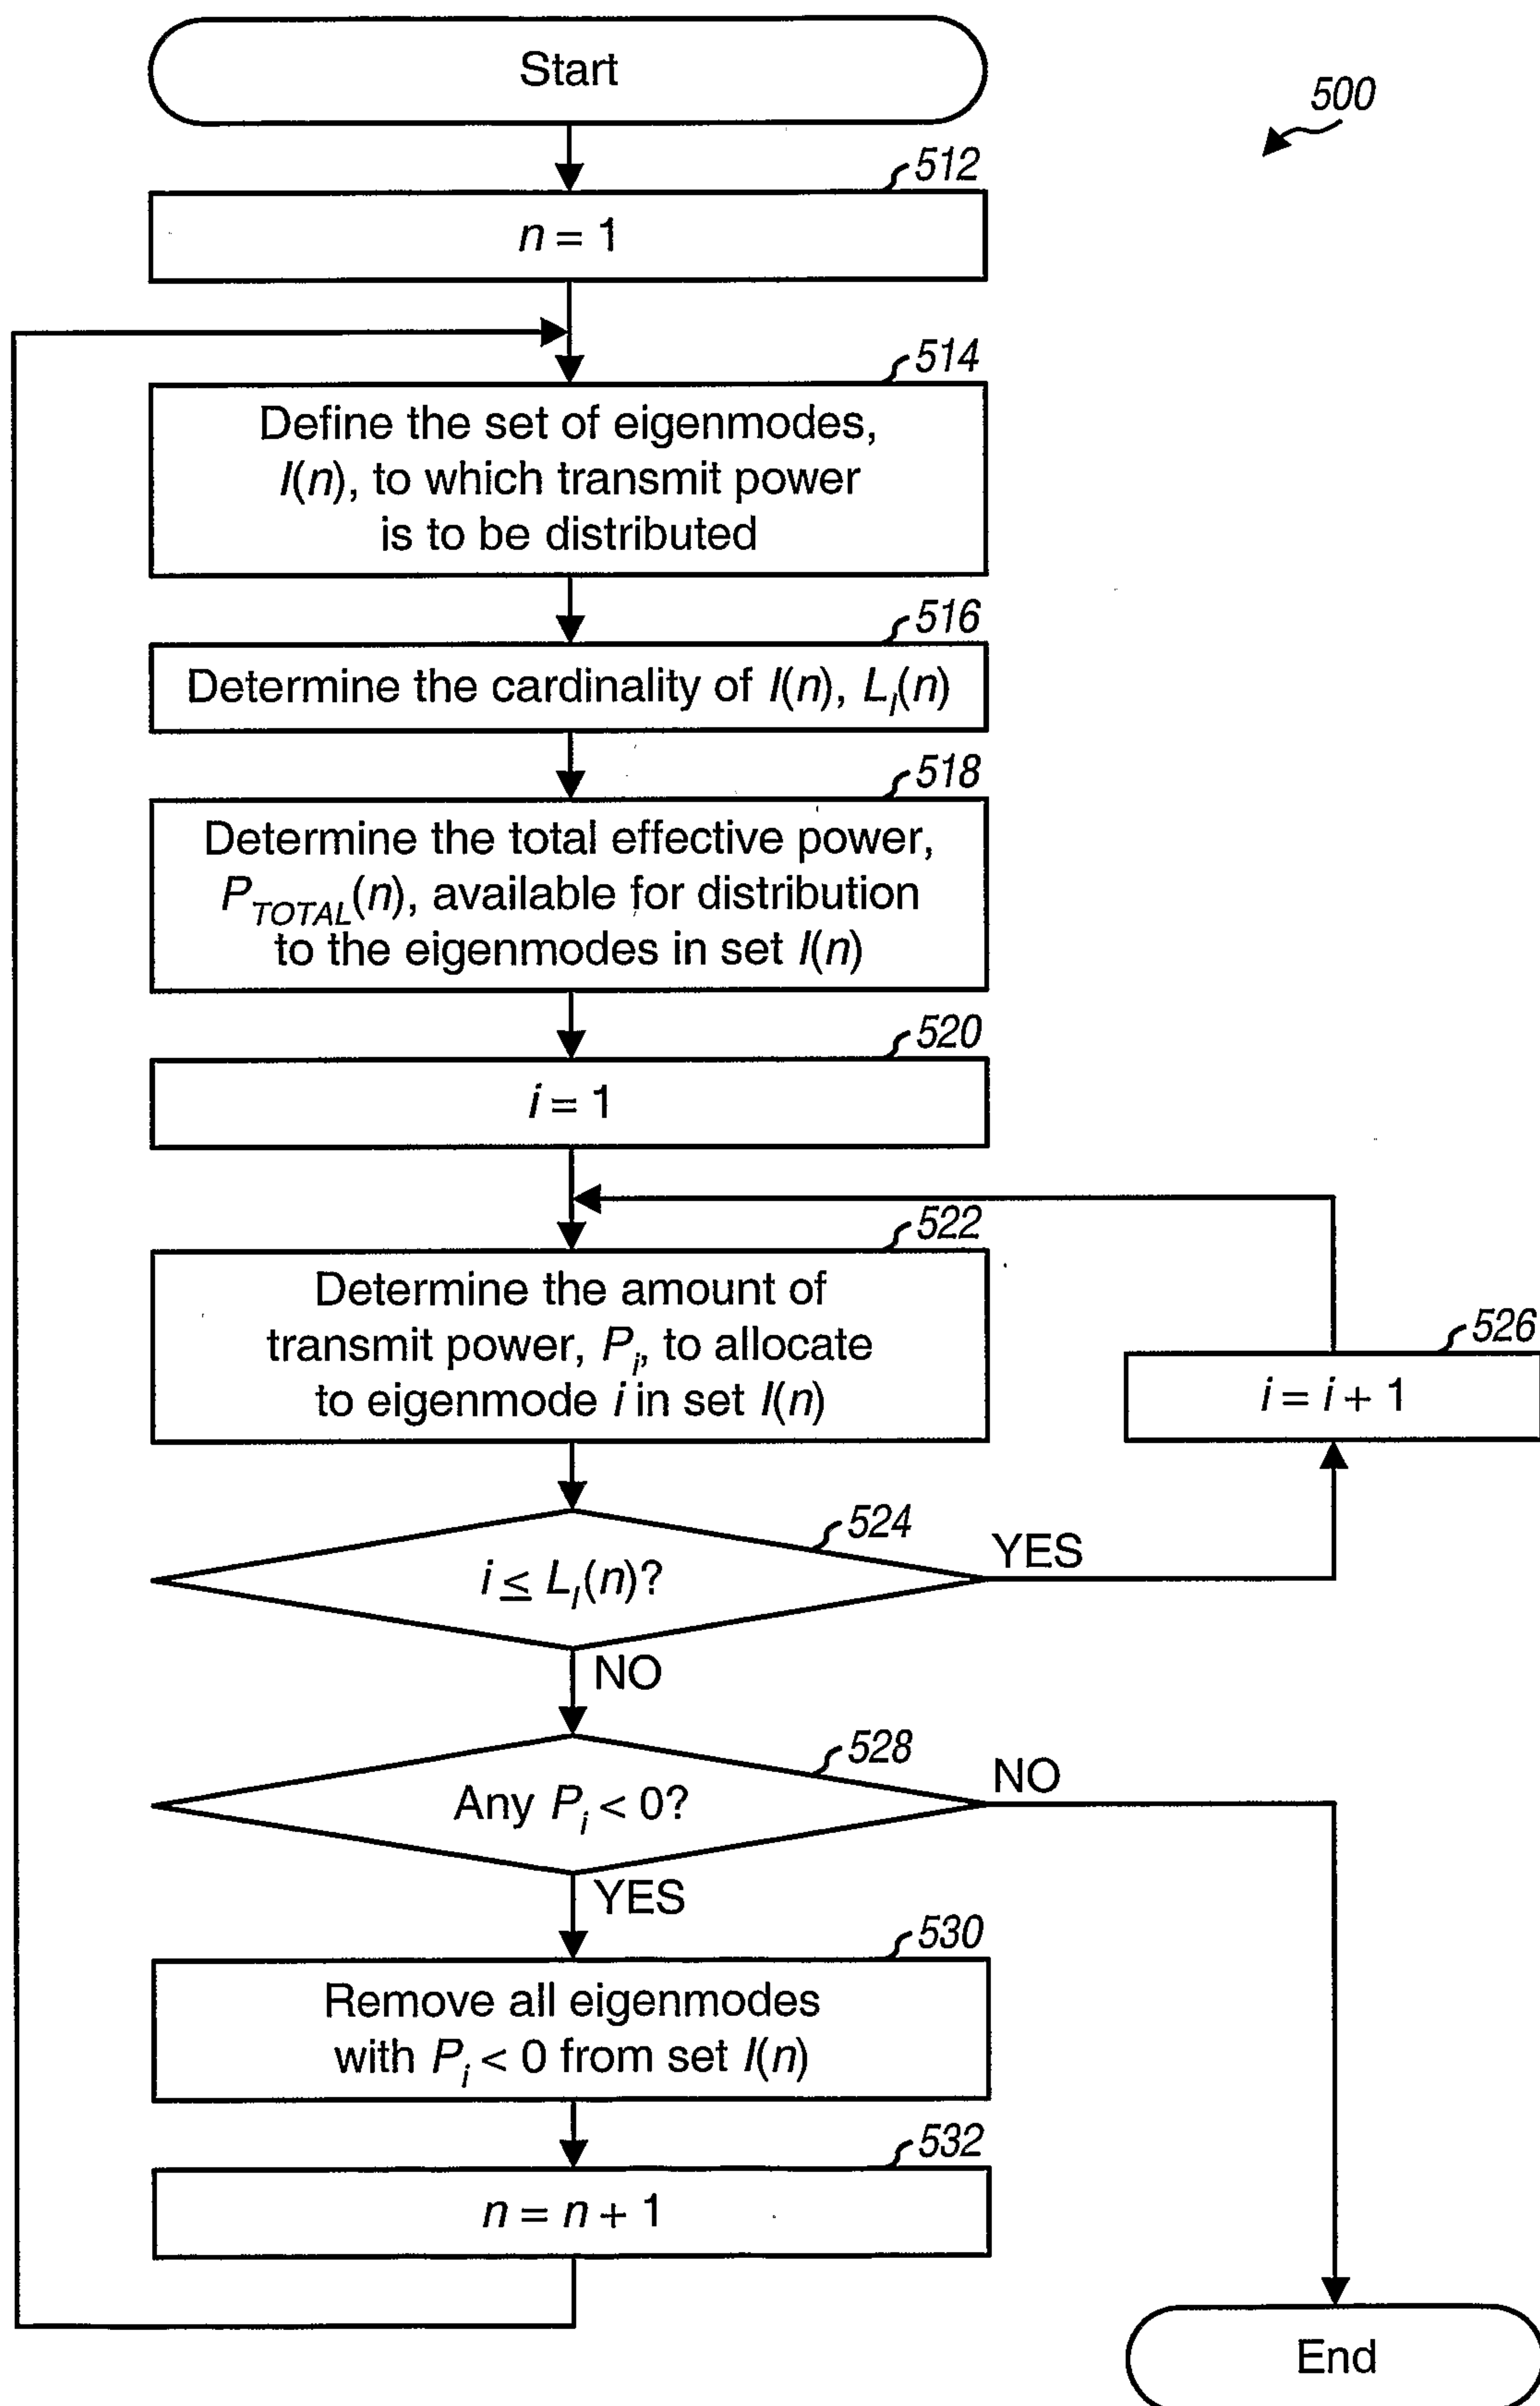 Start
500
512
n = 1
514
Define the set of eigenmodes,
I(n), to which transmit power
is to be distributed
516
Determine the cardinality of I(n), L_I(n)
518
Determine the total effective power,
P_TOTAL(n), available for distribution
to the eigenmodes in set I(n)
520
i = 1
522
Determine the amount of
transmit power, P_i, to allocate
to eigenmode i in set I(n)
526
i = i + 1
524
i ≤ L_I(n)?
YES
NO
528
Any P_i < 0?
NO
YES
530
Remove all eigenmodes
with P_i < 0 from set I(n)
532
n = n + 1
End